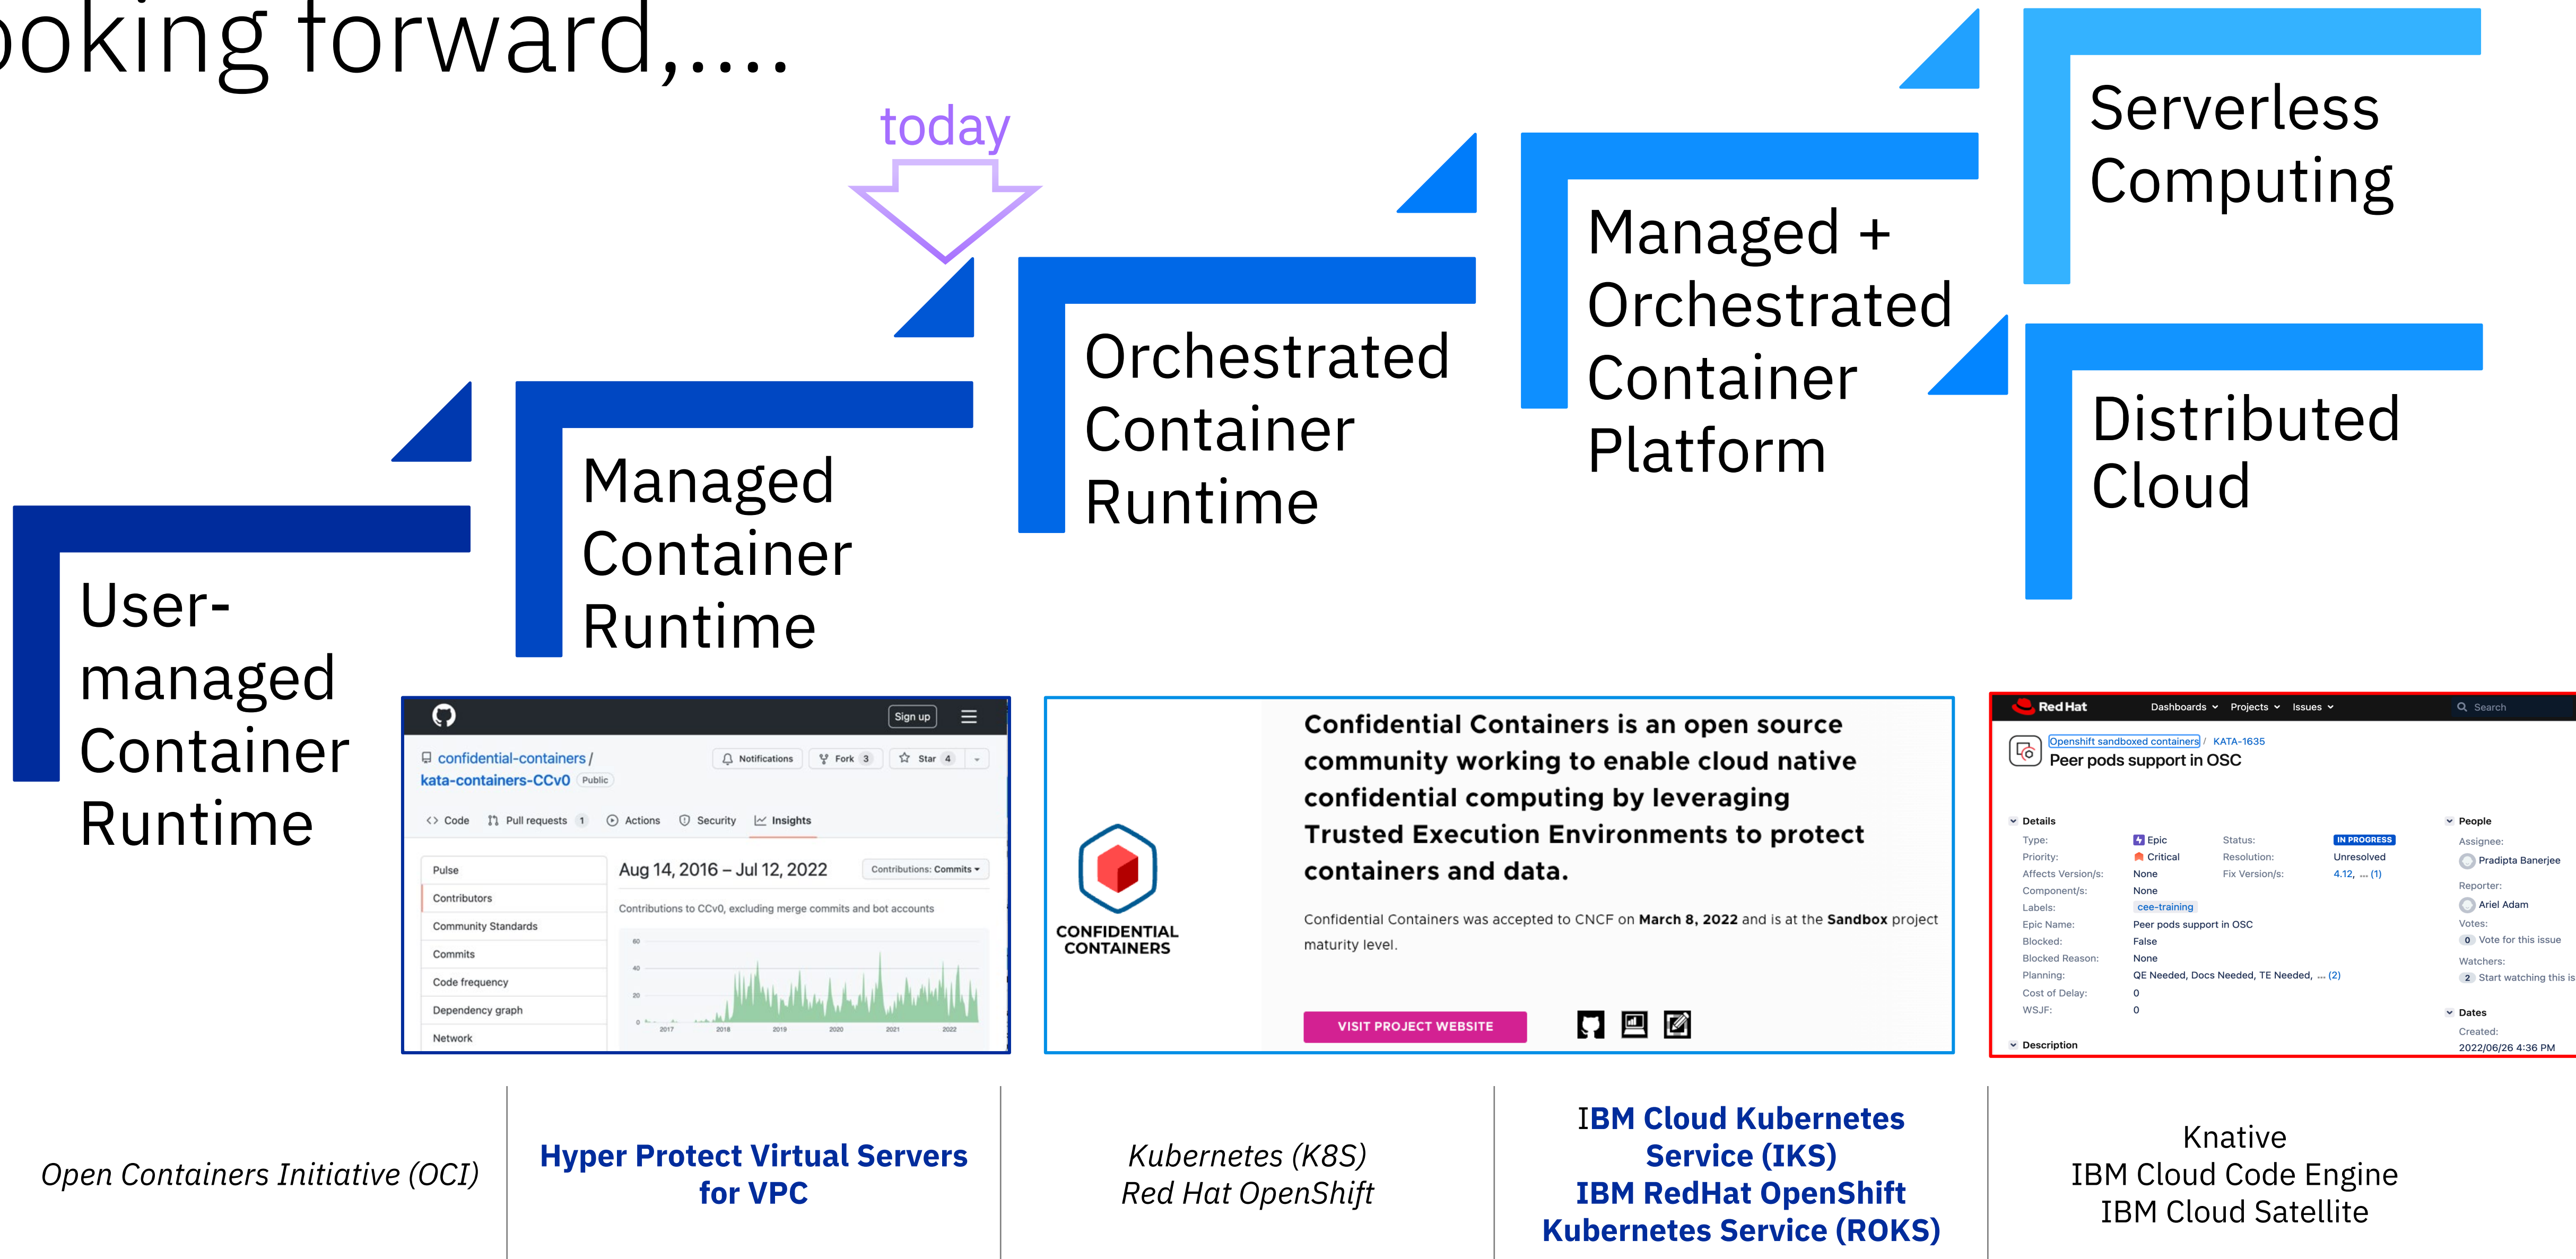 ooking forward,....
today
Serverless
Computing
Managed +
Orchestrated
Container
Platform
Distributed
Cloud
Orchestrated
Container
Runtime
Managed
Container
Runtime
User-
managed
Container
Runtime
Sign up
confidential-containers /
kata-containers-CCv0 Public
Notifications
Fork 3
Star 4
Code
Pull requests 1
Actions
Security
Insights
Pulse
Contributors
Community Standards
Commits
Code frequency
Dependency graph
Network
Aug 14, 2016 – Jul 12, 2022
Contributions: Commits
Contributions to CCv0, excluding merge commits and bot accounts
60
40
20
0
2017 2018 2019 2020 2021 2022
CONFIDENTIAL
CONTAINERS
Confidential Containers is an open source
community working to enable cloud native
confidential computing by leveraging
Trusted Execution Environments to protect
containers and data.
Confidential Containers was accepted to CNCF on March 8, 2022 and is at the Sandbox project
maturity level.
VISIT PROJECT WEBSITE
Red Hat Dashboards Projects Issues Search
Openshift sandboxed containers / KATA-1635
Peer pods support in OSC
Details
Type: Epic Status: IN PROGRESS
Priority: Critical Resolution: Unresolved
Affects Version/s: None Fix Version/s: 4.12, ... (1)
Component/s: None
Labels: cee-training
Epic Name: Peer pods support in OSC
Blocked: False
Blocked Reason: None
Planning: QE Needed, Docs Needed, TE Needed, ... (2)
Cost of Delay: 0
WSJF: 0
Description
People
Assignee:
Pradipta Banerjee
Reporter:
Ariel Adam
Votes:
0 Vote for this issue
Watchers:
2 Start watching this is
Dates
Created:
2022/06/26 4:36 PM
Open Containers Initiative (OCI)
Hyper Protect Virtual Servers
for VPC
Kubernetes (K8S)
Red Hat OpenShift
IBM Cloud Kubernetes
Service (IKS)
IBM RedHat OpenShift
Kubernetes Service (ROKS)
Knative
IBM Cloud Code Engine
IBM Cloud Satellite